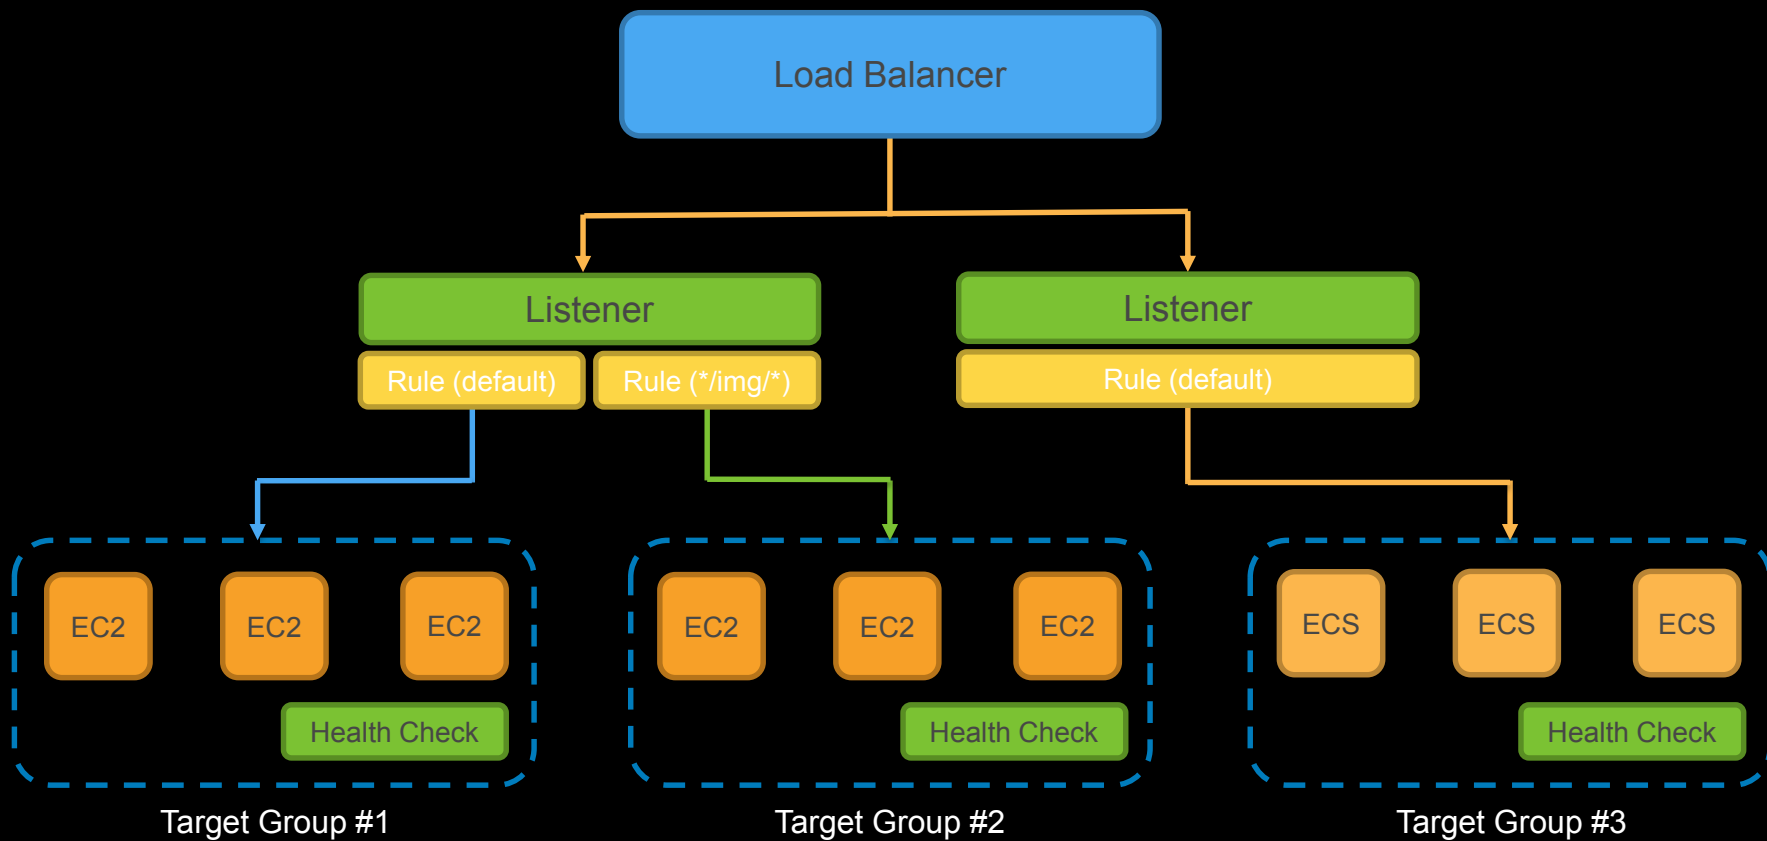 Load Balancer
Listener
Listener
Rule (default)
Rule (*/img/*)
Rule (default)
EC2
EC2
EC2
EC2
EC2
EC2
ECS
ECS
ECS
Health Check
Health Check
Health Check
Target Group #1
Target Group #2
Target Group #3